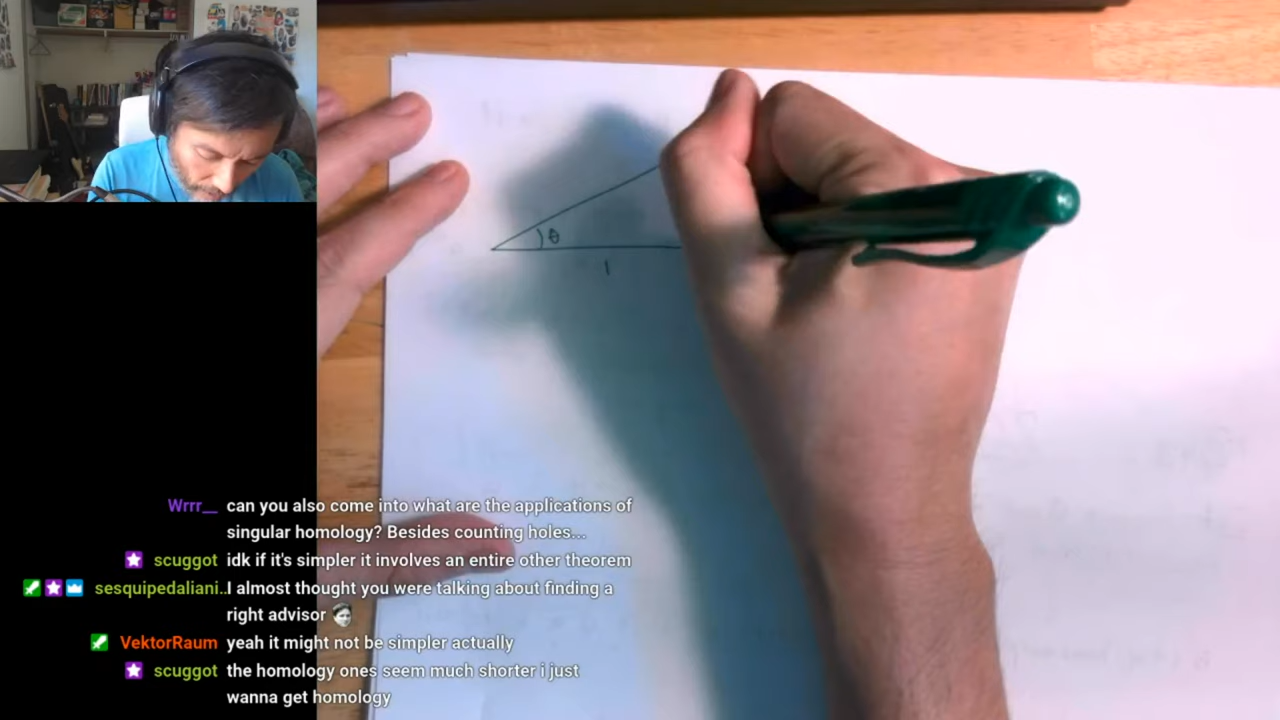 θ
1
Wrrr__ can you also come into what are the applications of
singular homology? Besides counting holes...
scuggot idk if it's simpler it involves an entire other theorem
sesquipedaliani.. I almost thought you were talking about finding a
right advisor
VektorRaum yeah it might not be simpler actually
scuggot the homology ones seem much shorter i just
wanna get homology